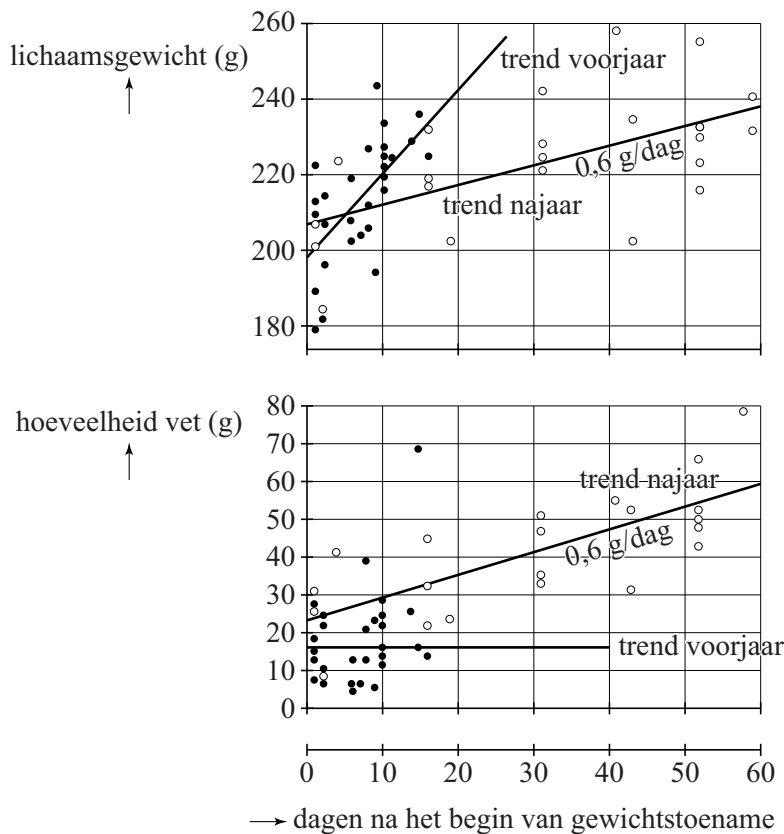 260
lichaamsgewicht (g)
trend voorjaar
240
0,6 g/dag
220
trend najaar
200
180
80
hoeveelheid vet (g)
70
trend najaar
60
50
0,6 g/dag
40
30
20
trend voorjaar
10
0
0 10 20 30 40 50 60
dagen na het begin van gewichtstoename